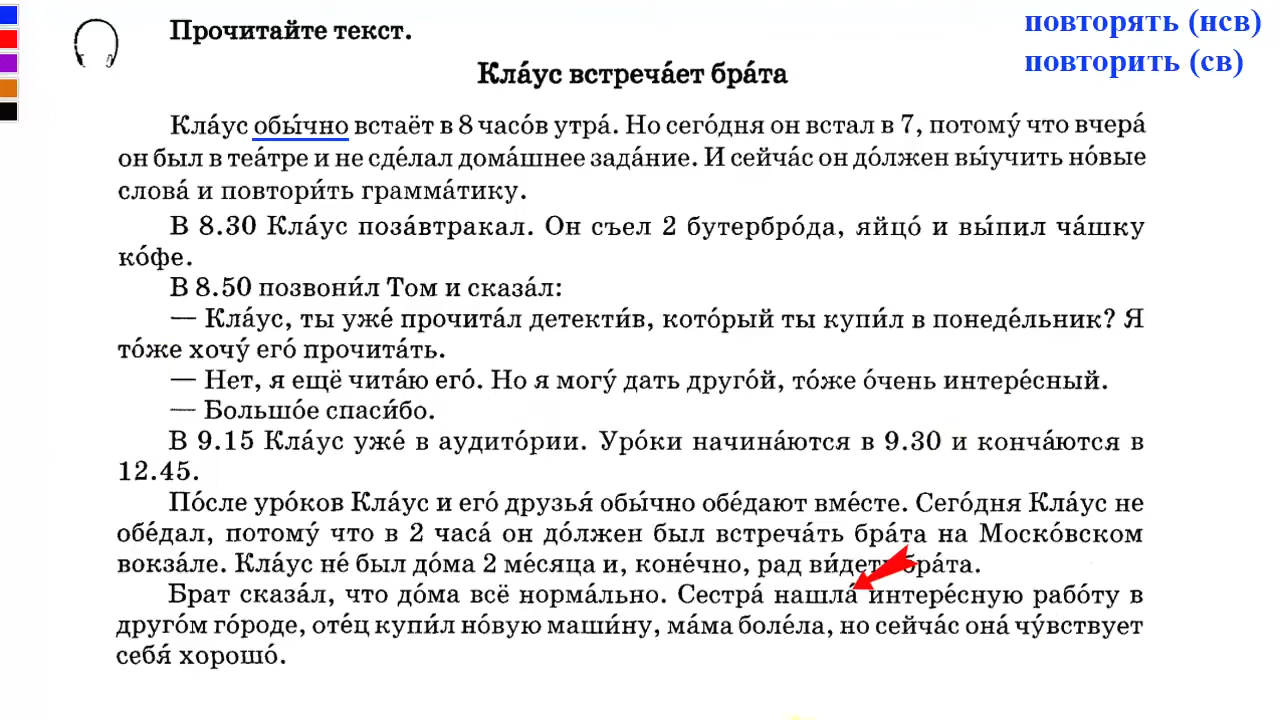 Прочитайте текст.
повторять (нсв)
повторить (св)
Кла́ус встреча́ет бра́та
Кла́ус обы́чно встаёт в 8 часо́в утра́. Но сего́дня он встал в 7, потому́ что вчера́
он был в теа́тре и не сде́лал дома́шнее зада́ние. И сейча́с он до́лжен вы́учить но́вые
слова́ и повтори́ть грамма́тику.
В 8.30 Кла́ус поза́втракал. Он съел 2 бутербро́да, яйцо́ и вы́пил ча́шку
ко́фе.
В 8.50 позвони́л Том и сказа́л:
— Кла́ус, ты уже́ прочита́л детекти́в, кото́рый ты купи́л в понеде́льник? Я
то́же хочу́ его́ прочита́ть.
— Нет, я ещё чита́ю его́. Но я могу́ дать друго́й, то́же о́чень интере́сный.
— Большо́е спаси́бо.
В 9.15 Кла́ус уже́ в аудито́рии. Уро́ки начина́ются в 9.30 и конча́ются в
12.45.
По́сле уро́ков Кла́ус и его́ друзья́ обы́чно обе́дают вме́сте. Сего́дня Кла́ус не
обе́дал, потому́ что в 2 часа́ он до́лжен был встреча́ть бра́та на Моско́вском
вокза́ле. Кла́ус не́ был до́ма 2 ме́сяца и, коне́чно, рад ви́деть бра́та.
Брат сказа́л, что до́ма всё норма́льно. Сестра́ нашла́ интере́сную рабо́ту в
друго́м го́роде, оте́ц купи́л но́вую маши́ну, ма́ма боле́ла, но сейча́с она́ чу́вствует
себя́ хорошо́.